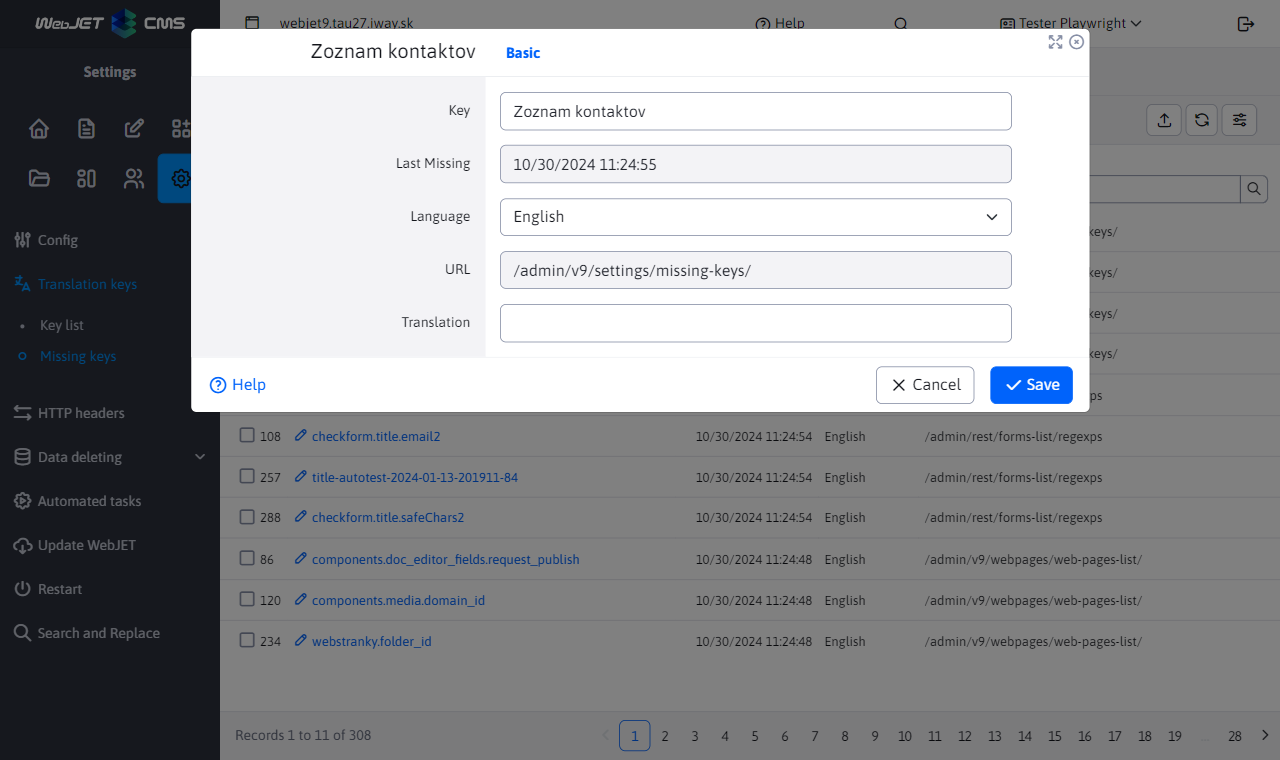 WebJET CMS
webjet9.tau27.iway.sk
Help
Tester Playwright
Settings
Zoznam kontaktov
Basic
Key
Zoznam kontaktov
Last Missing
10/30/2024 11:24:55
Language
English
URL
/admin/v9/settings/missing-keys/
Translation
Help
Cancel
Save
Config
Translation keys
Key list
Missing keys
HTTP headers
Data deleting
Automated tasks
Update WebJET
Restart
Search and Replace
keys/
keys/
keys/
keys/
ps
108 checkform.title.email2 10/30/2024 11:24:54 English /admin/rest/forms-list/regexps
257 title-autotest-2024-01-13-201911-84 10/30/2024 11:24:54 English /admin/rest/forms-list/regexps
288 checkform.title.safeChars2 10/30/2024 11:24:54 English /admin/rest/forms-list/regexps
86 components.doc_editor_fields.request_publish 10/30/2024 11:24:48 English /admin/v9/webpages/web-pages-list/
120 components.media.domain_id 10/30/2024 11:24:48 English /admin/v9/webpages/web-pages-list/
234 webstranky.folder_id 10/30/2024 11:24:48 English /admin/v9/webpages/web-pages-list/
Records 1 to 11 of 308
1 2 3 4 5 6 7 8 9 10 11 12 13 14 15 16 17 18 19 … 28